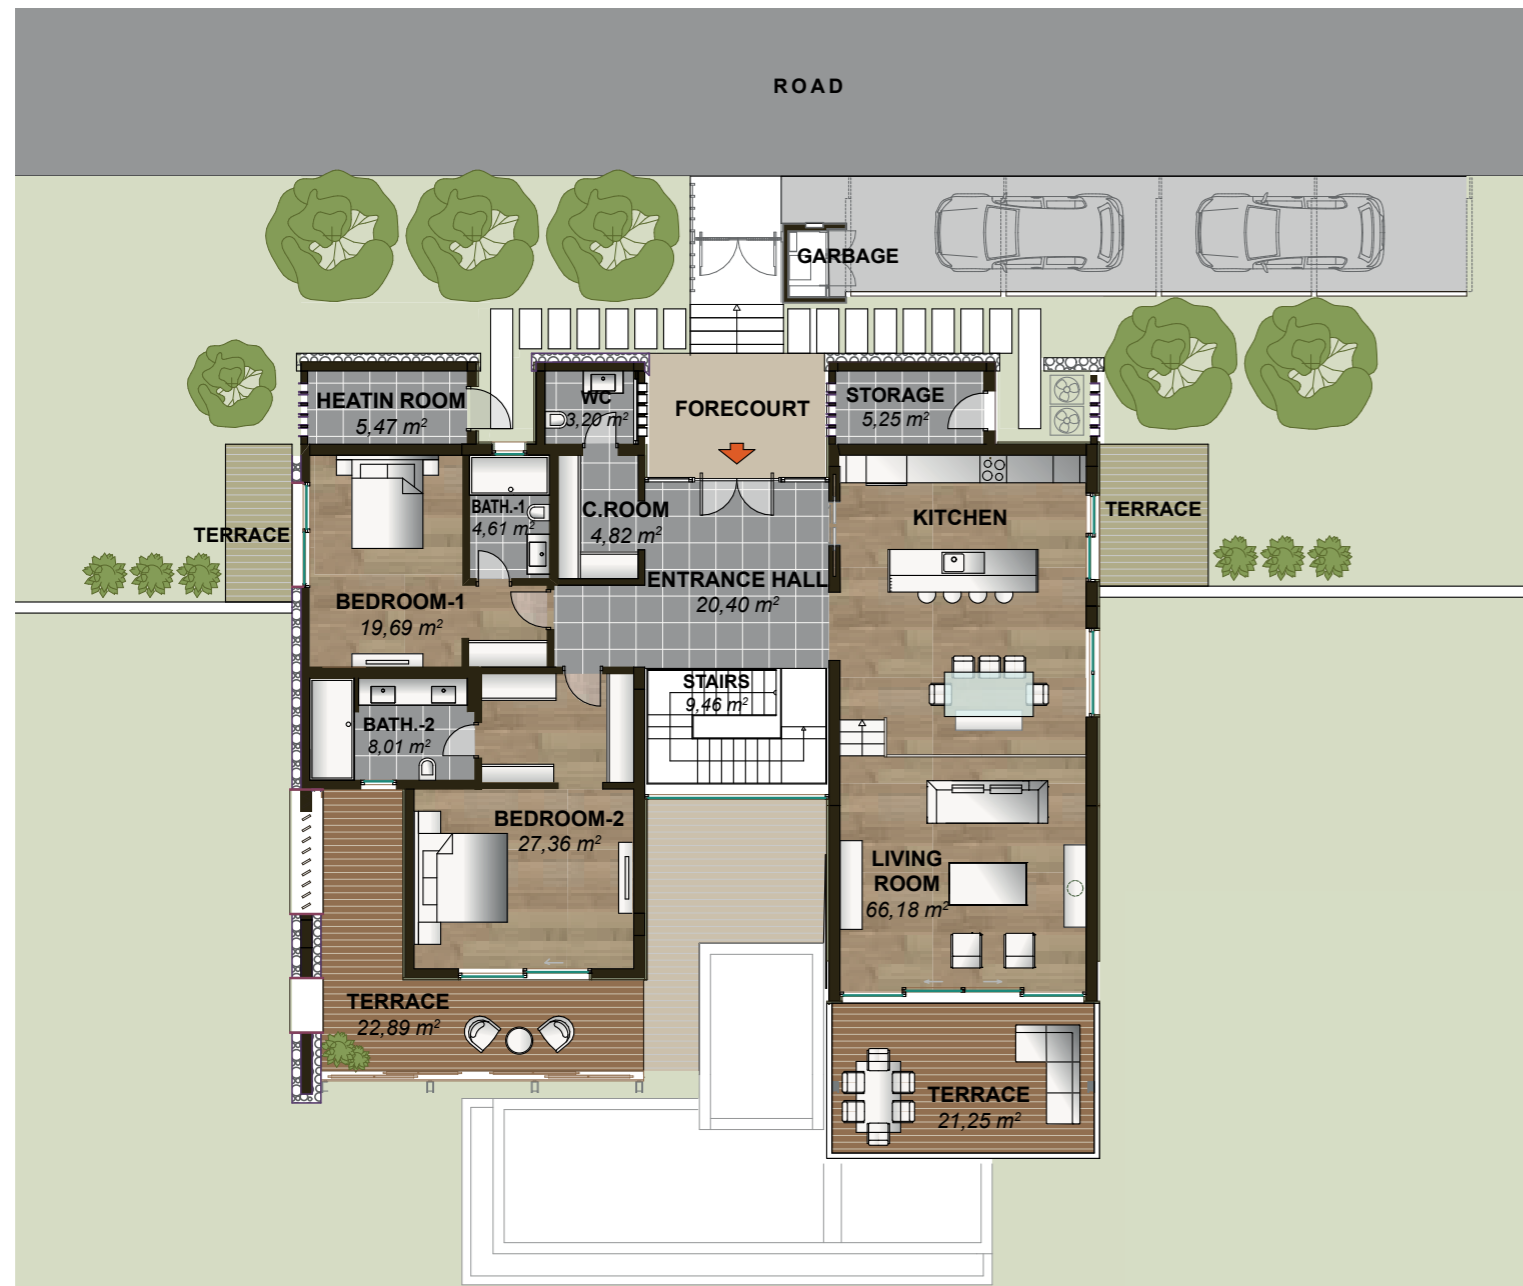 ROAD
GARBAGE
HEATIN ROOM
5,47 m²
WC
3,20 m²
FORECOURT
STORAGE
5,25 m²
TERRACE
BATH.-1
4,61 m²
C.ROOM
4,82 m²
KITCHEN
TERRACE
ENTRANCE HALL
20,40 m²
BEDROOM-1
19,69 m²
STAIRS
9,46 m²
BATH.-2
8,01 m²
BEDROOM-2
27,36 m²
LIVING
ROOM
66,18 m²
TERRACE
22,89 m²
TERRACE
21,25 m²